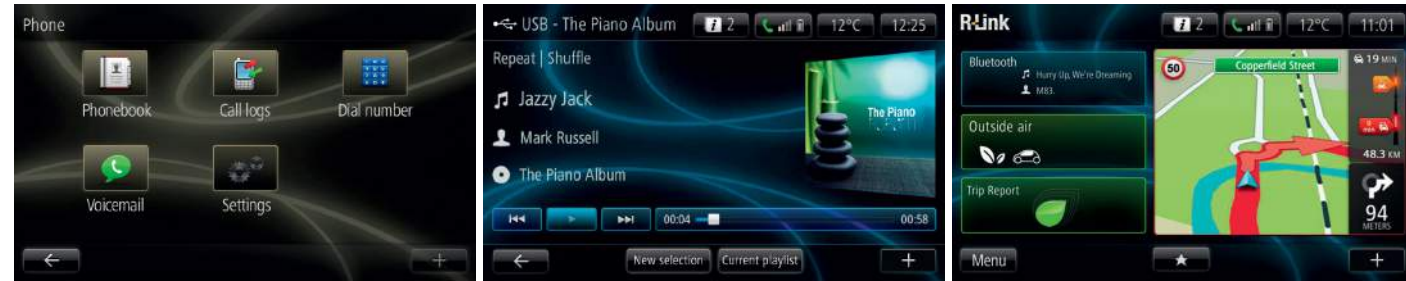 Phone
Phonebook
Call logs
Dial number
Voicemail
Settings
USB - The Piano Album
i 2
12°C
12:25
Repeat | Shuffle
Jazzy Jack
Mark Russell
The Piano Album
The Piano
00:04
00:58
New selection
Current playlist
R-Link
i 2
12°C
11:01
Bluetooth
Hurry Up, We're Dreaming
M83.
Outside air
Trip Report
50
Copperfield Street
19 MIN
48.3 KM
94
METERS
Menu